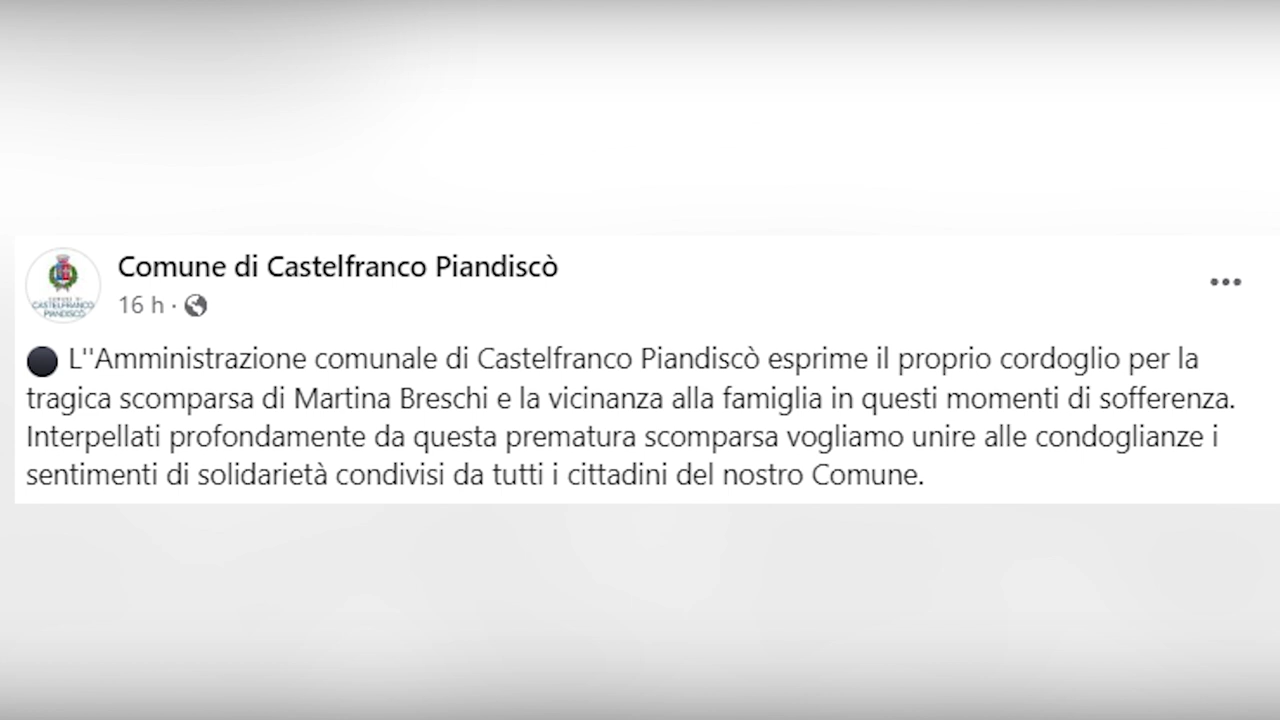 Comune di Castelfranco Piandiscò
16 h ·
L''Amministrazione comunale di Castelfranco Piandiscò esprime il proprio cordoglio per la
tragica scomparsa di Martina Breschi e la vicinanza alla famiglia in questi momenti di sofferenza.
Interpellati profondamente da questa prematura scomparsa vogliamo unire alle condoglianze i
sentimenti di solidarietà condivisi da tutti i cittadini del nostro Comune.
CASTELFRANCO
PIANDISCÒ